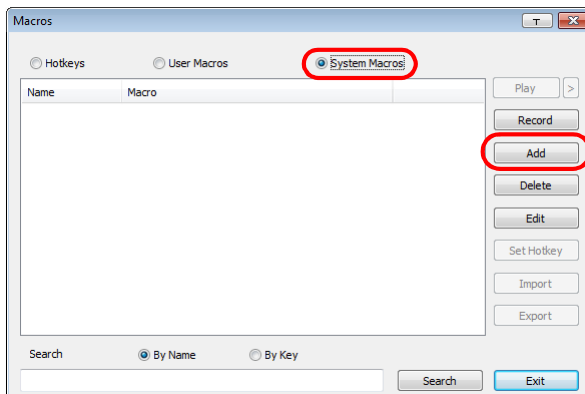 Macros
Hotkeys User Macros System Macros
Name Macro
Play >
Record
Add
Delete
Edit
Set Hotkey
Import
Export
Search By Name By Key
Search Exit